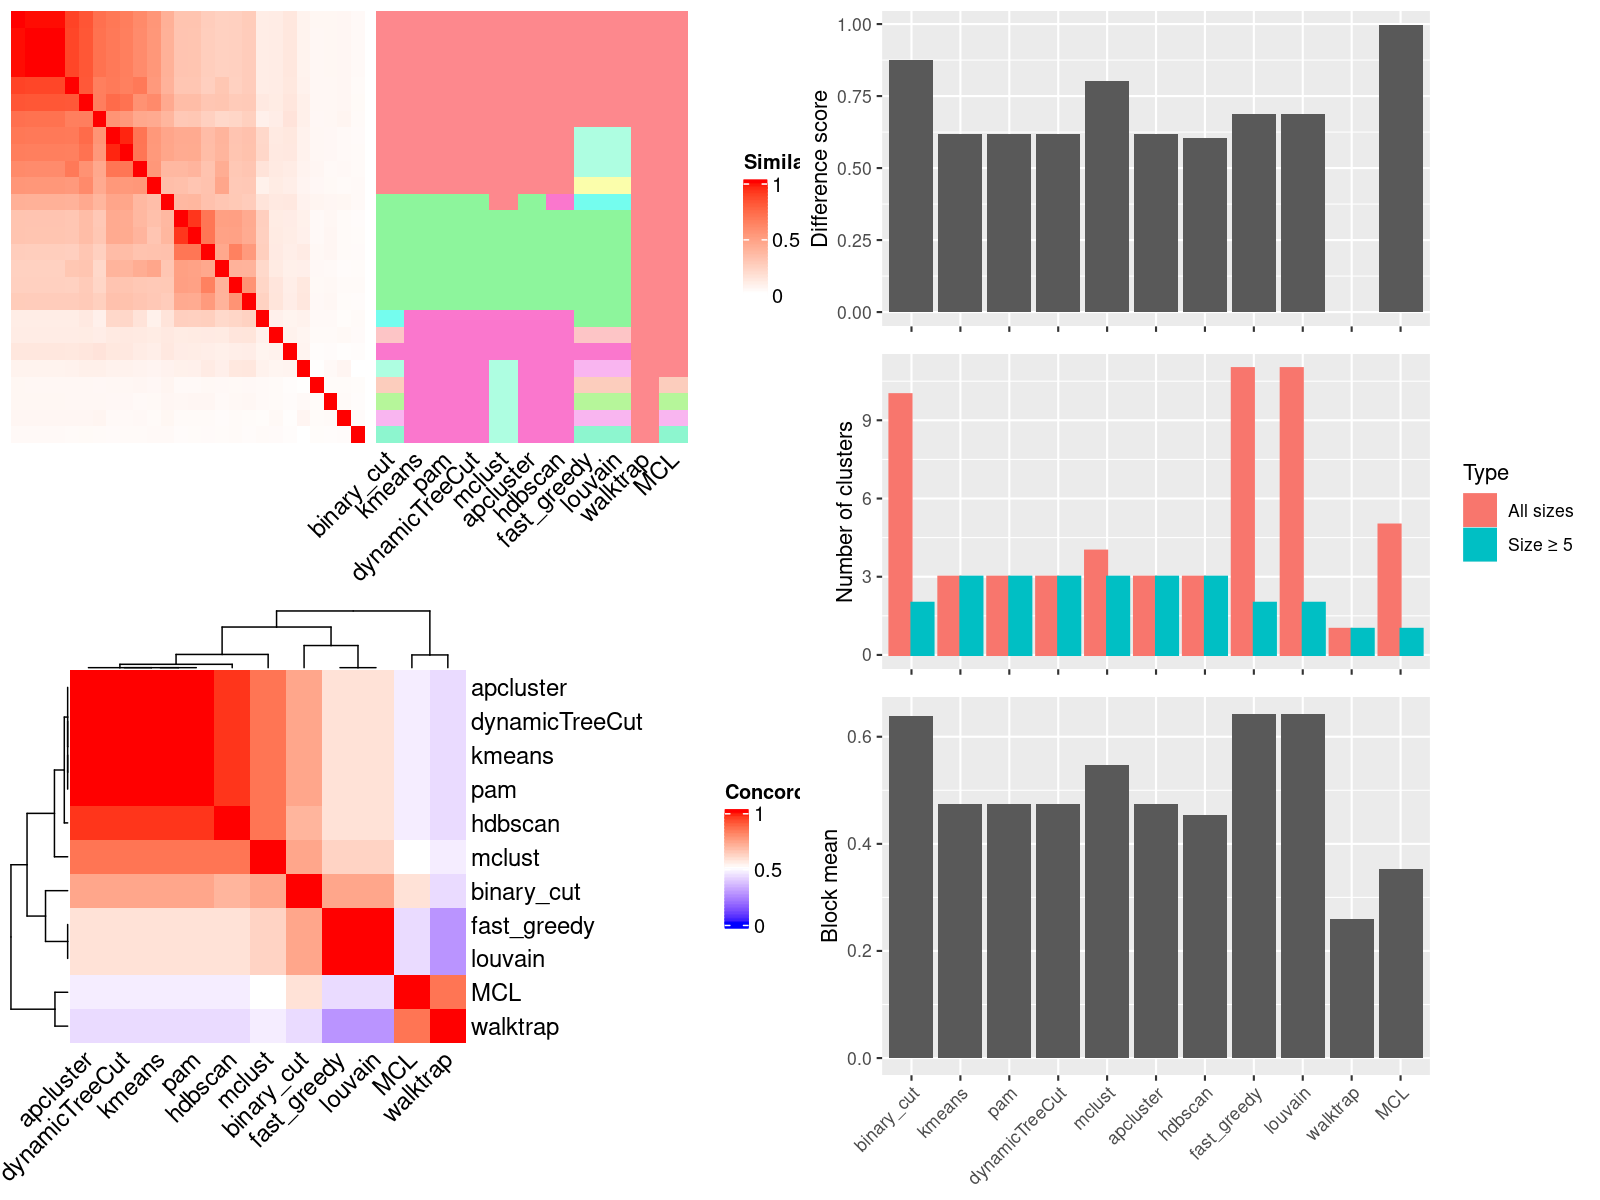 Simila
1
0.5
0
binary_cut
kmeans
pam
dynamicTreeCut
mclust
apcluster
hdbscan
fast_greedy
louvain
walktrap
MCL
apcluster
dynamicTreeCut
kmeans
pam
hdbscan
mclust
binary_cut
fast_greedy
louvain
MCL
walktrap
Concord
1
0.5
0
apcluster
dynamicTreeCut
kmeans
pam
hdbscan
mclust
binary_cut
fast_greedy
louvain
MCL
walktrap
Difference score
1.00
0.75
0.50
0.25
0.00
Number of clusters
9
6
3
0
Type
All sizes
Size ≥ 5
Block mean
0.6
0.4
0.2
0.0
binary_cut
kmeans
pam
dynamicTreeCut
mclust
apcluster
hdbscan
fast_greedy
louvain
walktrap
MCL